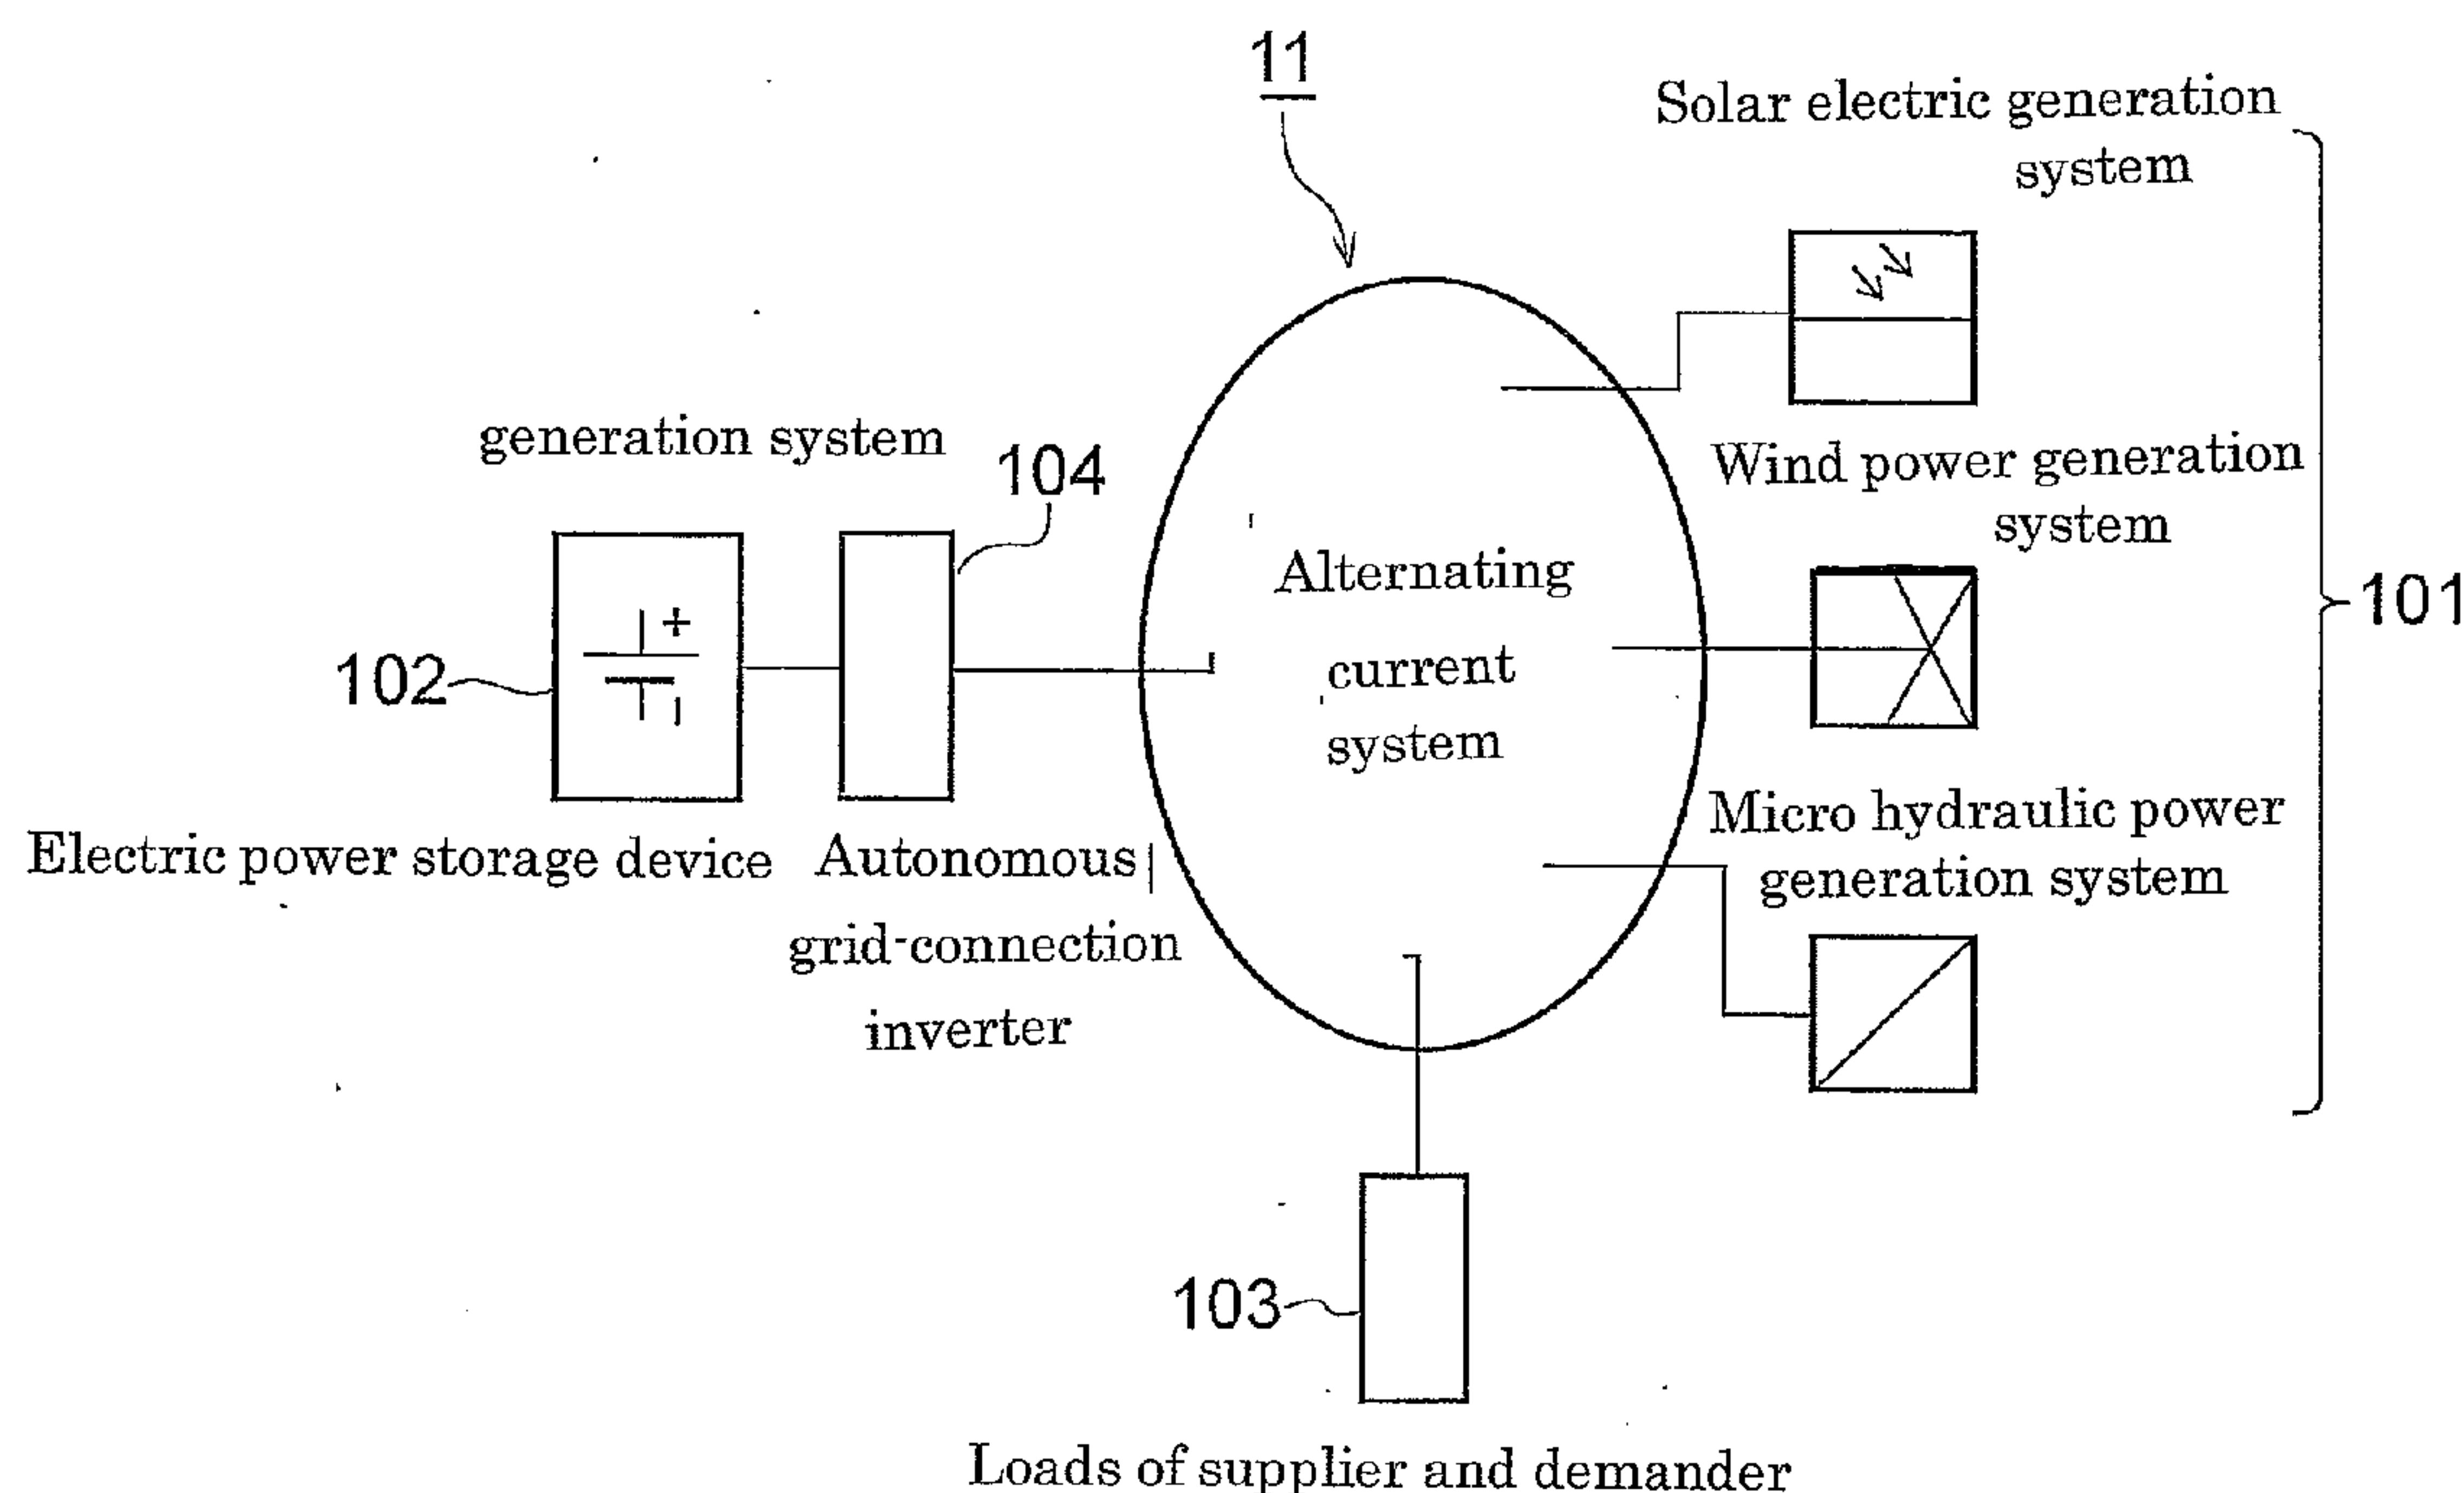 11
Solar electric generation
system
generation system
104
Wind power generation
system
Alternating
current
system
101
102
Micro hydraulic power
generation system
Electric power storage device
Autonomous
grid-connection
inverter
103
Loads of supplier and demander